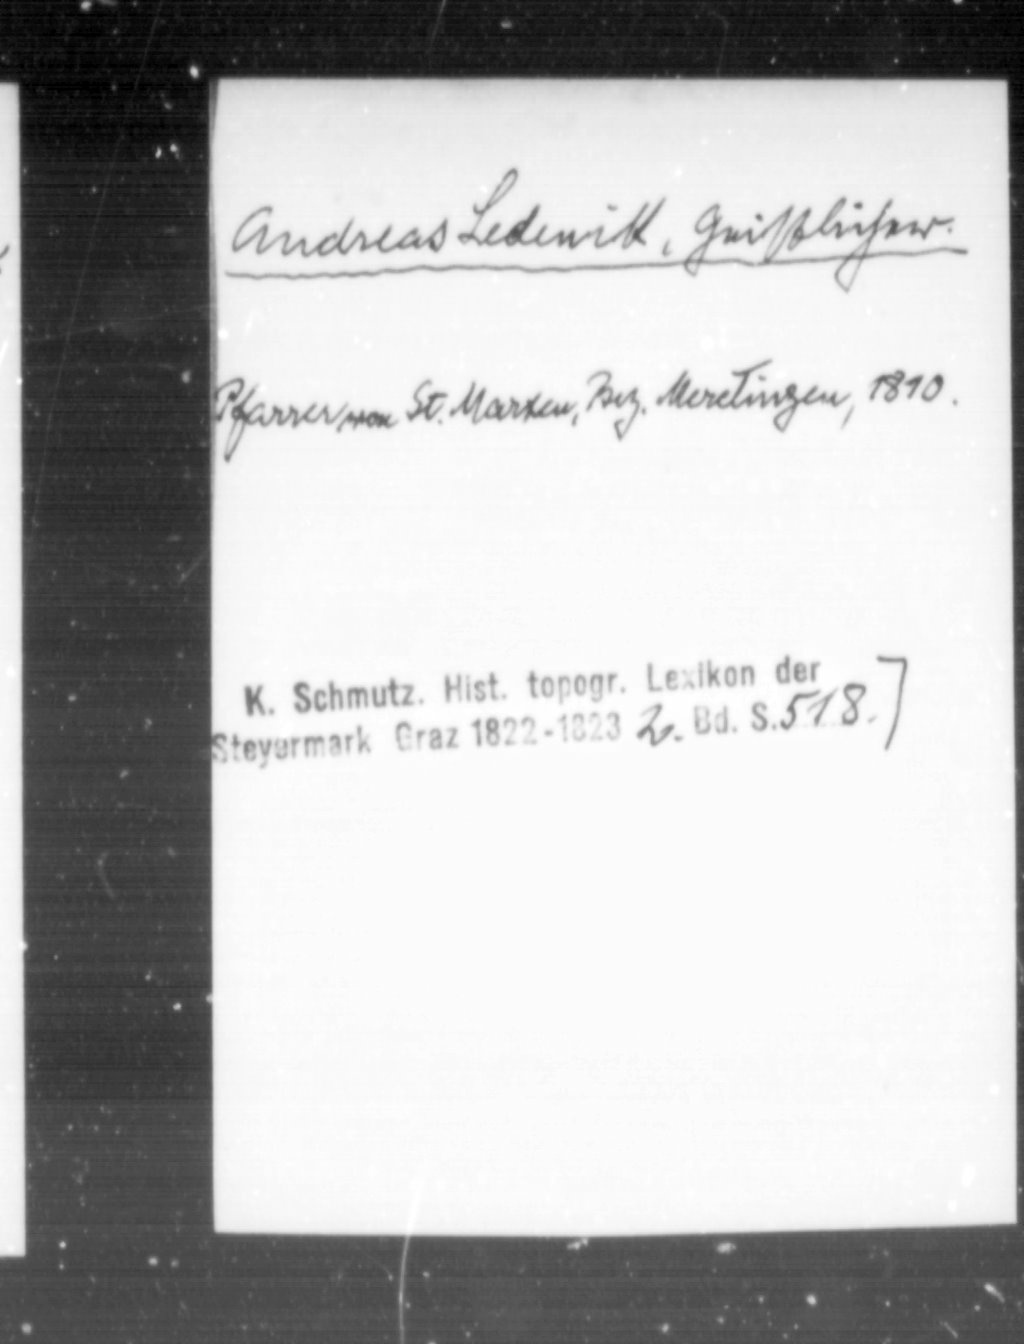 Andreas Ledewitt, Geistlicher.
Pfarrer von St. Marxen, Bez. Meretingen, 1810.
K. Schmutz. Hist. topogr. Lexikon der
Steyermark Graz 1822-1823 2. Bd. S. 518.]